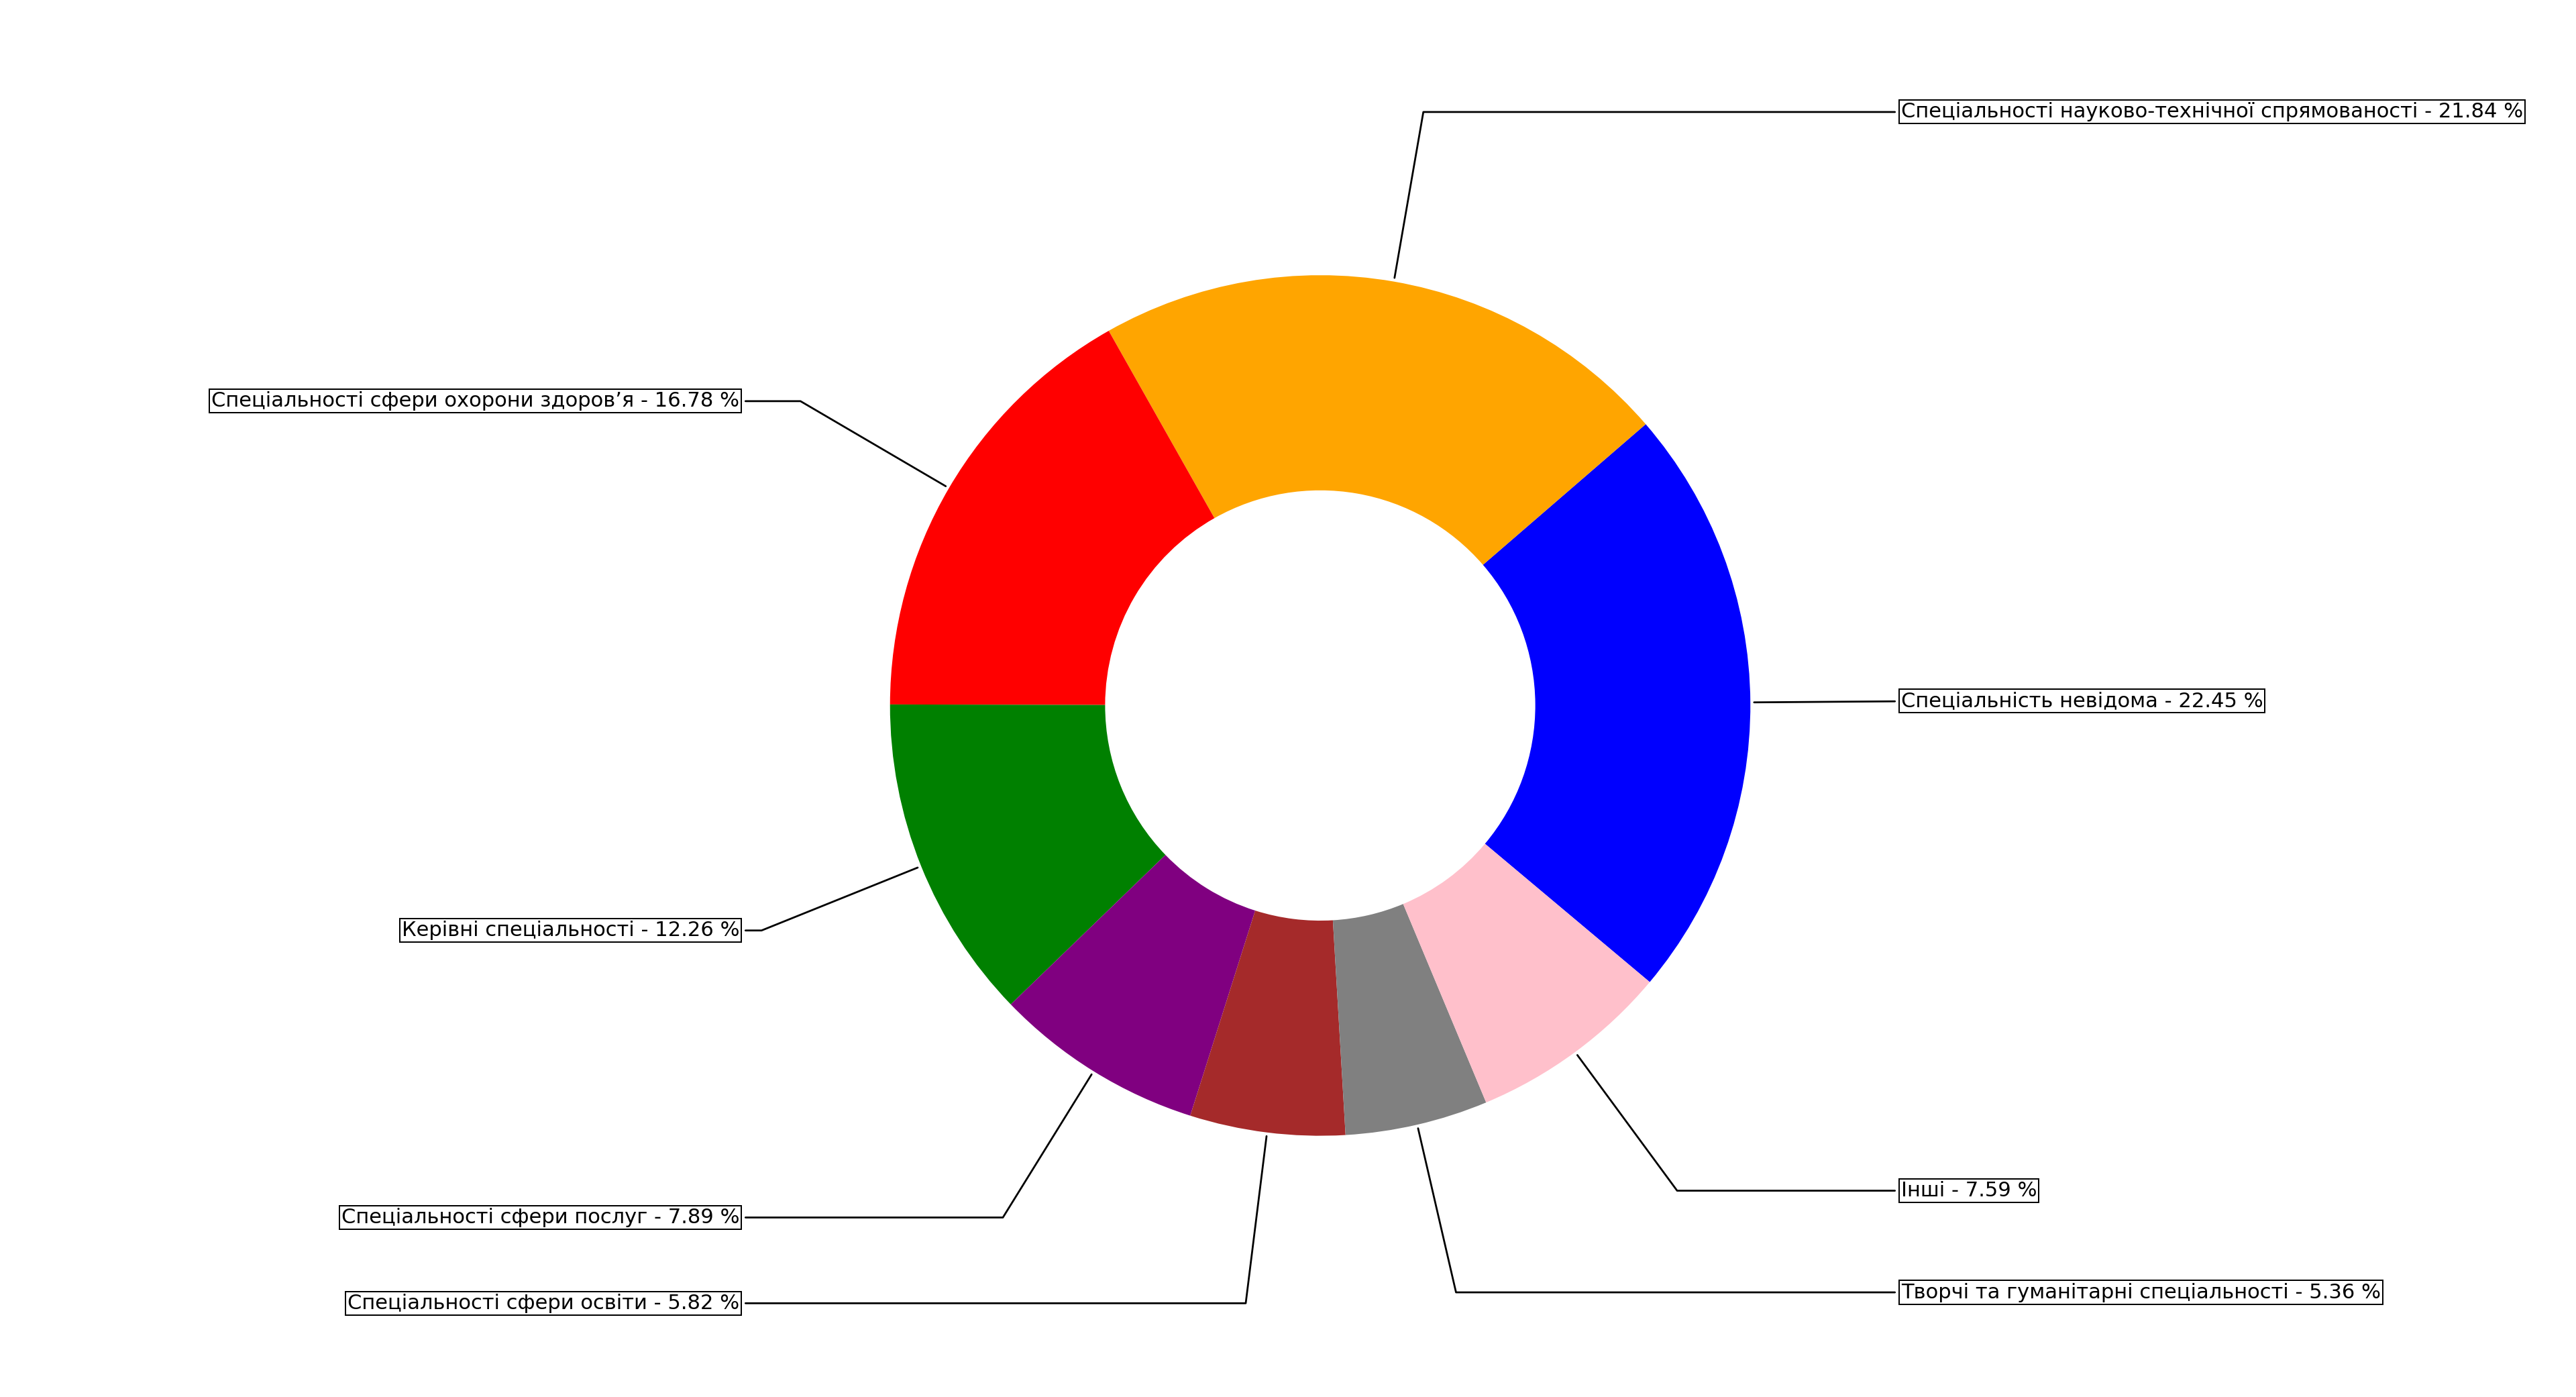 Спеціальності науково-технічної спрямованості - 21.84 %
Спеціальності сфери охорони здоров’я - 16.78 %
Спеціальність невідома - 22.45 %
Керівні спеціальності - 12.26 %
Інші - 7.59 %
Спеціальності сфери послуг - 7.89 %
Творчі та гуманітарні спеціальності - 5.36 %
Спеціальності сфери освіти - 5.82 %